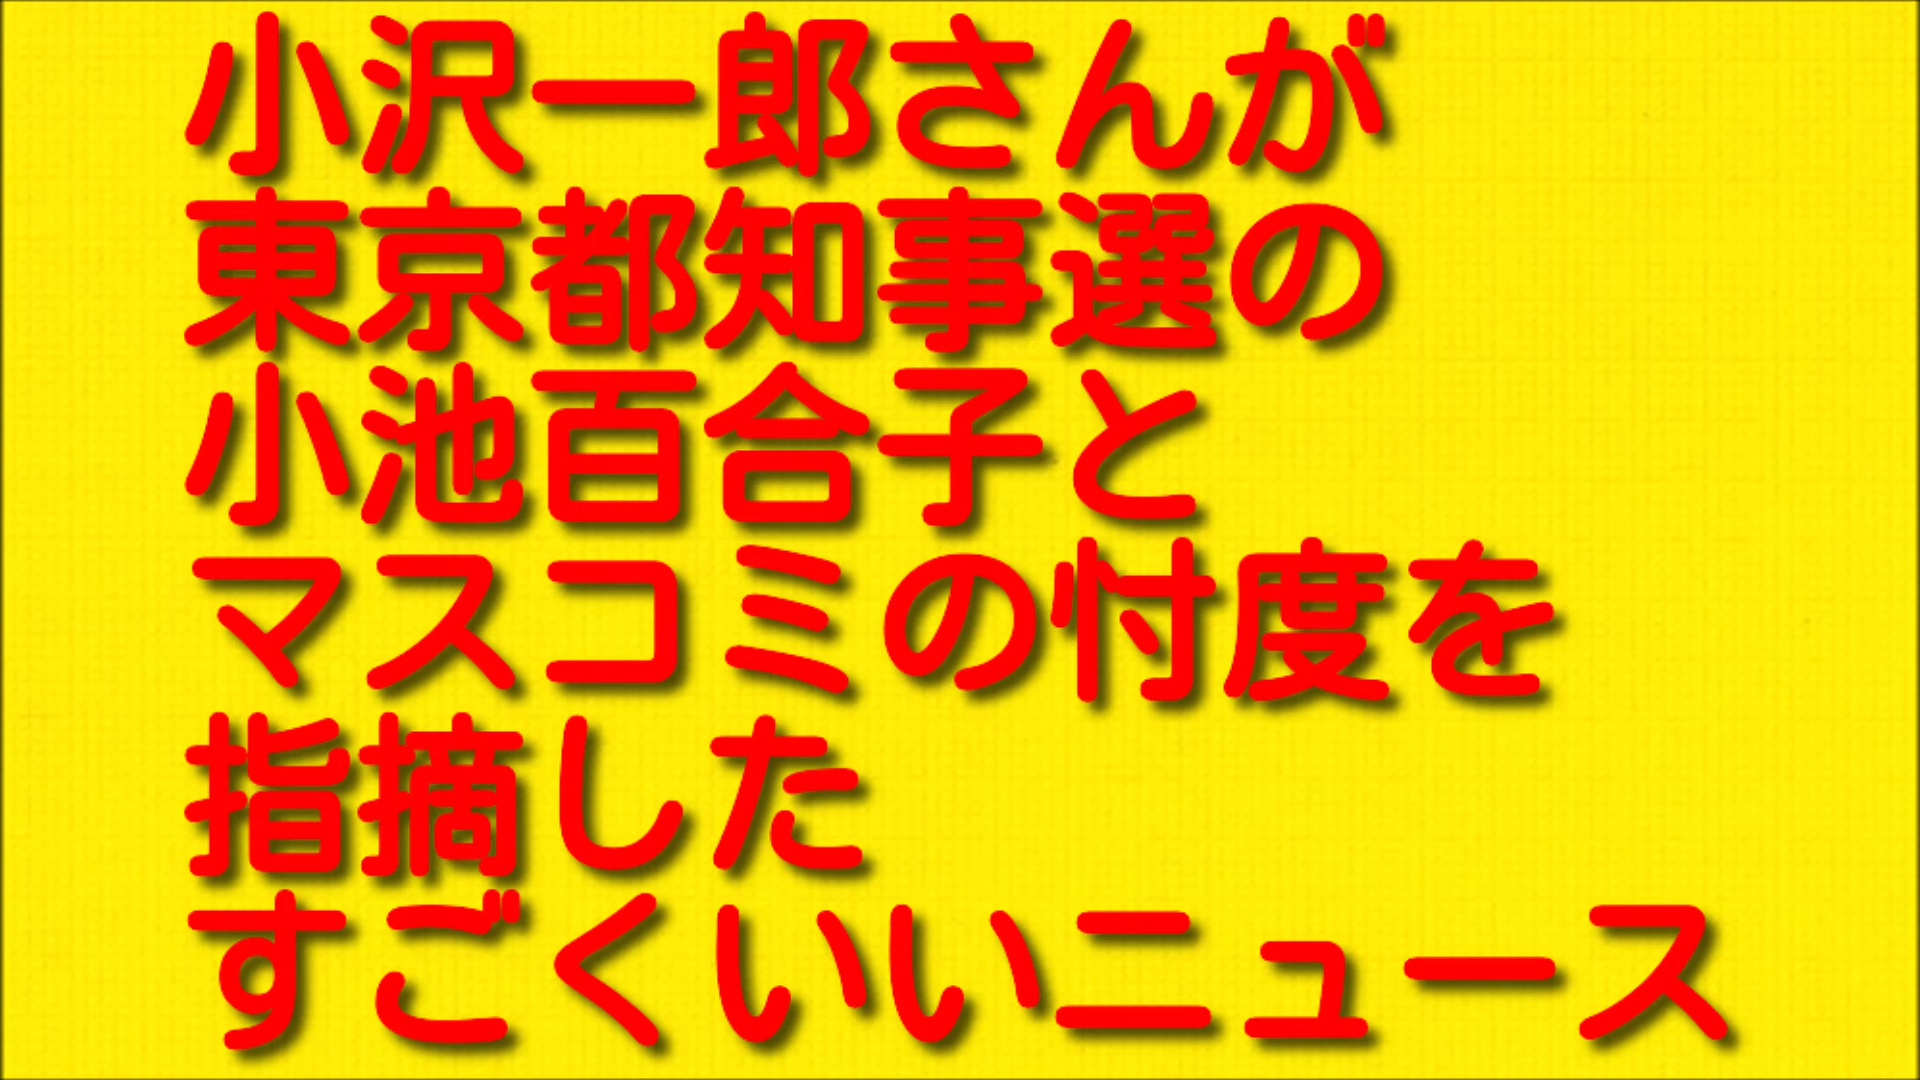 小沢一郎さんが
東京都知事選の
小池百合子と
マスコミの忖度を
指摘した
すごくいいニュース